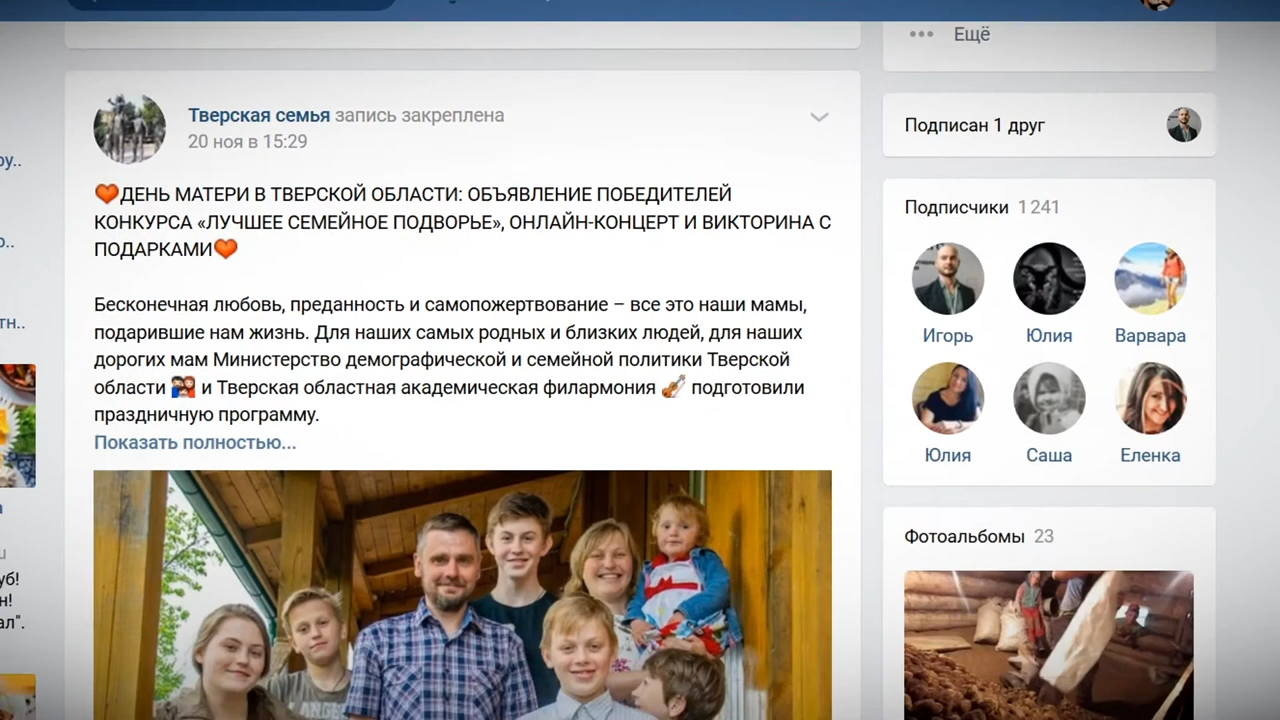 Ещё
Тверская семья запись закреплена
20 ноя в 15:29
ДЕНЬ МАТЕРИ В ТВЕРСКОЙ ОБЛАСТИ: ОБЪЯВЛЕНИЕ ПОБЕДИТЕЛЕЙ
КОНКУРСА «ЛУЧШЕЕ СЕМЕЙНОЕ ПОДВОРЬЕ», ОНЛАЙН-КОНЦЕРТ И ВИКТОРИНА С
ПОДАРКАМИ
Бесконечная любовь, преданность и самопожертвование – все это наши мамы,
подарившие нам жизнь. Для наших самых родных и близких людей, для наших
дорогих мам Министерство демографической и семейной политики Тверской
области и Тверская областная академическая филармония подготовили
праздничную программу.
Показать полностью...
Подписан 1 друг
Подписчики 1 241
Игорь
Юлия
Варвара
Юлия
Саша
Еленка
Фотоальбомы 23